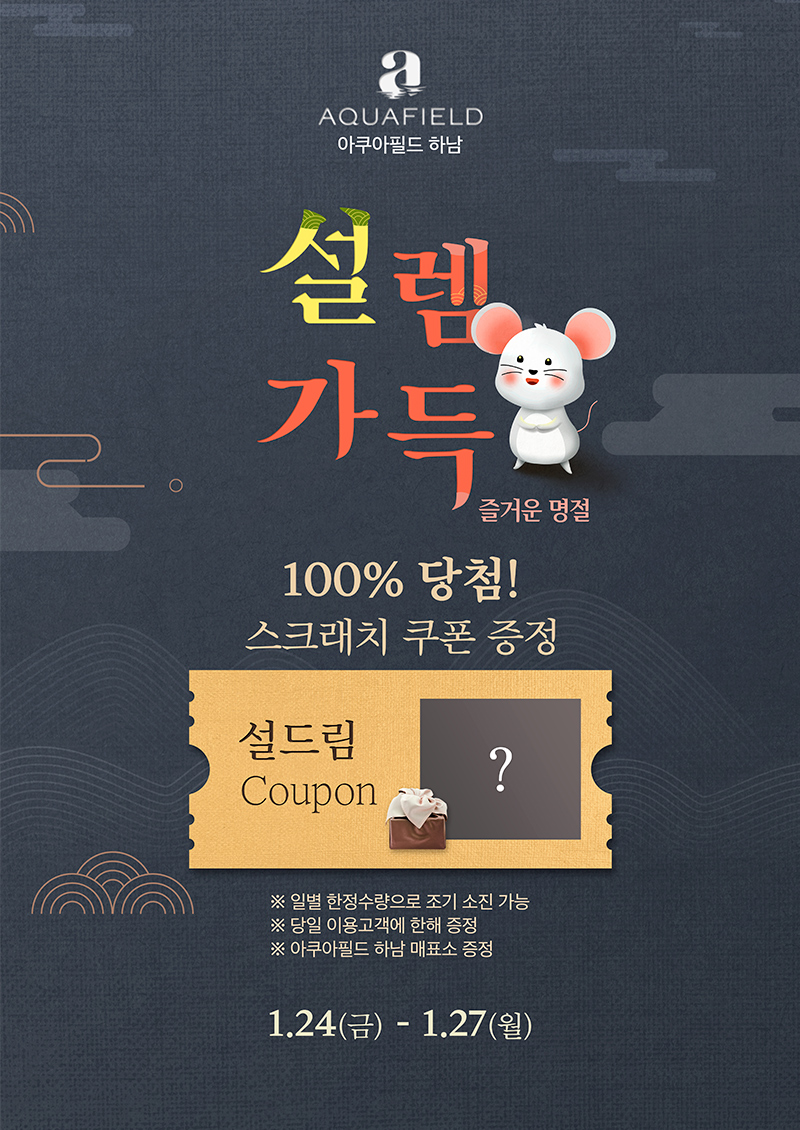 a
AQUAFIELD
아쿠아필드 하남
설렘
가득
즐거운 명절
100% 당첨!
스크래치 쿠폰 증정
설드림
Coupon
?
※ 일별 한정수량으로 조기 소진 가능
※ 당일 이용고객에 한해 증정
※ 아쿠아필드 하남 매표소 증정
1.24(금) - 1.27(월)